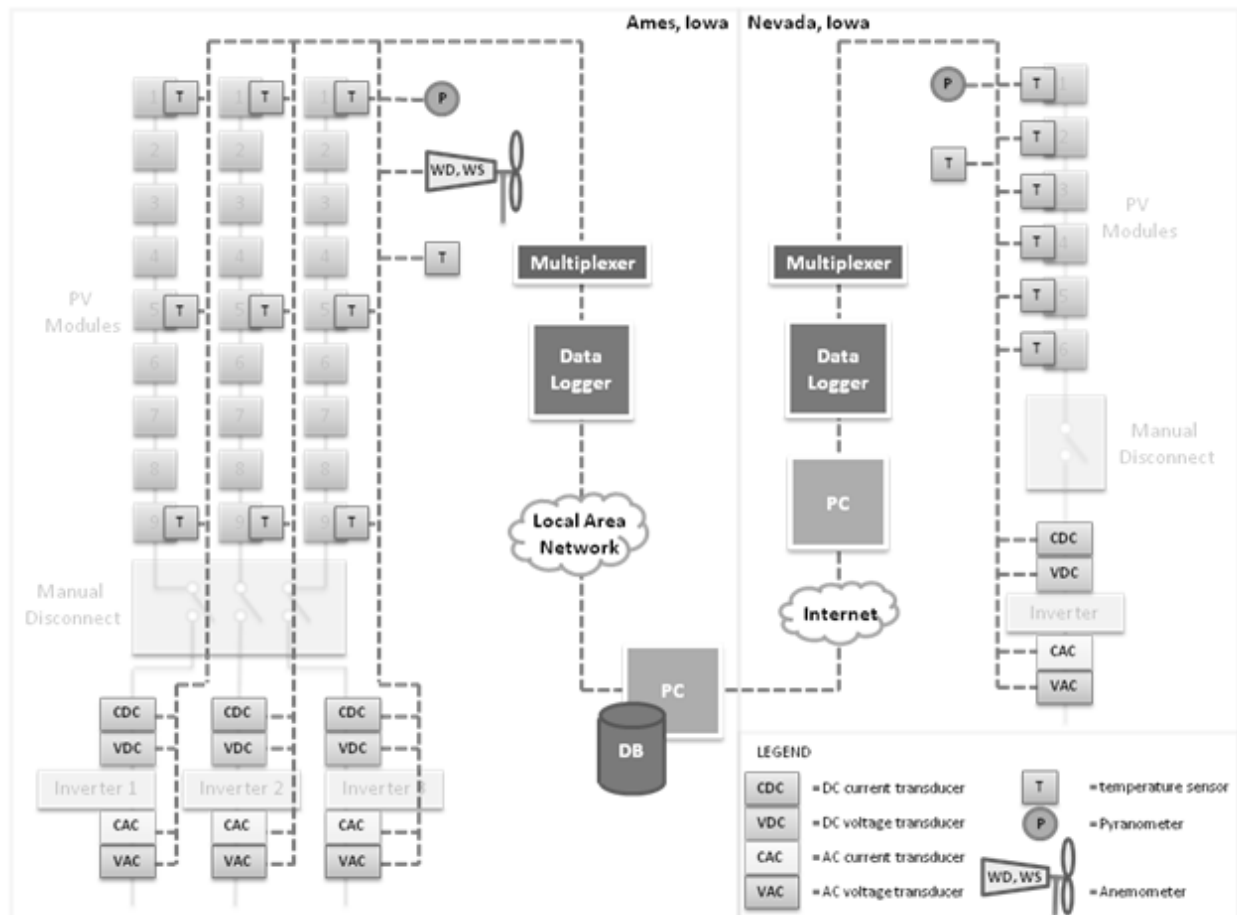 Ames, Iowa
Nevada, Iowa
1
T
1
T
1
T
P
2
2
2
WD, WS
3
3
3
4
4
4
T
PV
Modules
5
T
5
T
5
T
6
6
6
7
7
7
8
8
8
9
T
9
T
9
T
Manual
Disconnect
CDC
CDC
CDC
VDC
VDC
VDC
Inverter 1
Inverter 2
Inverter 3
CAC
CAC
CAC
VAC
VAC
VAC
Multiplexer
Data
Logger
Local Area
Network
PC
DB
Multiplexer
Data
Logger
PC
Internet
P
T
T
1
T
2
T
3
T
4
T
5
T
6
PV
Modules
Manual
Disconnect
CDC
VDC
Inverter
CAC
VAC
LEGEND
CDC = DC current transducer
VDC = DC voltage transducer
CAC = AC current transducer
VAC = AC voltage transducer
T = temperature sensor
P = Pyranometer
WD, WS = Anemometer